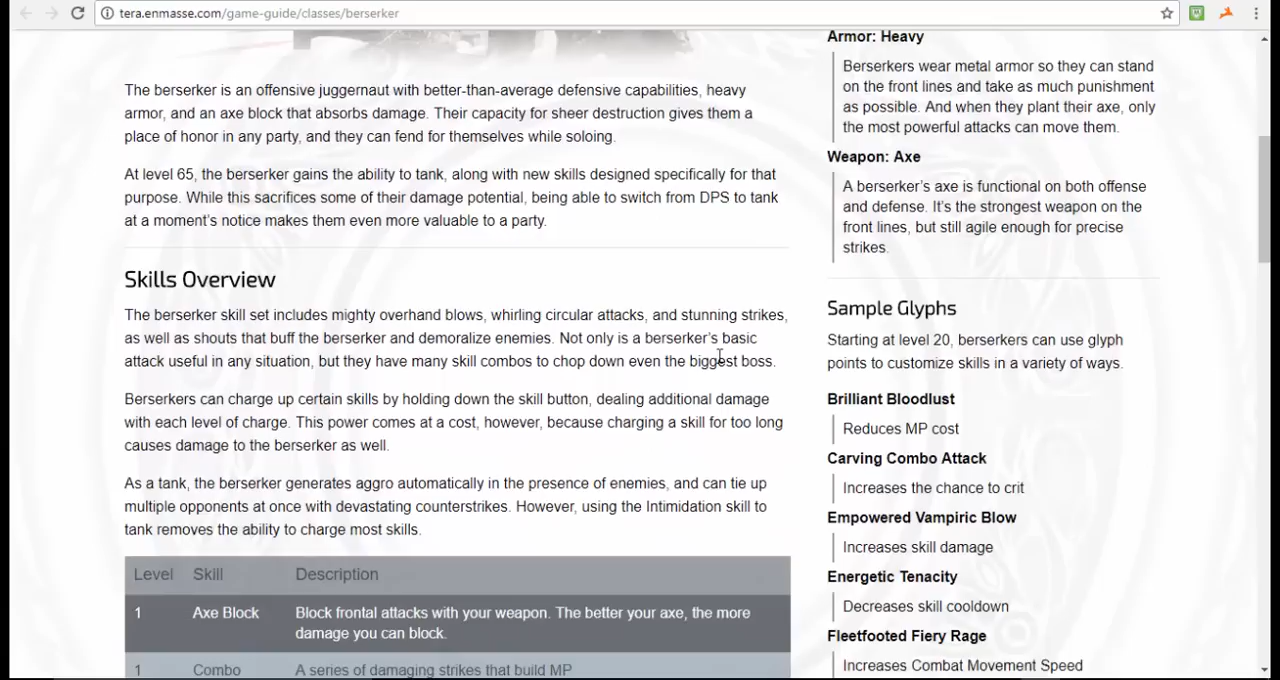 tera.enmasse.com/game-guide/classes/berserker
The berserker is an offensive juggernaut with better-than-average defensive capabilities, heavy
armor, and an axe block that absorbs damage. Their capacity for sheer destruction gives them a
place of honor in any party, and they can fend for themselves while soloing.
At level 65, the berserker gains the ability to tank, along with new skills designed specifically for that
purpose. While this sacrifices some of their damage potential, being able to switch from DPS to tank
at a moment's notice makes them even more valuable to a party.
Skills Overview
The berserker skill set includes mighty overhand blows, whirling circular attacks, and stunning strikes,
as well as shouts that buff the berserker and demoralize enemies. Not only is a berserker's basic
attack useful in any situation, but they have many skill combos to chop down even the biggest boss.
Berserkers can charge up certain skills by holding down the skill button, dealing additional damage
with each level of charge. This power comes at a cost, however, because charging a skill for too long
causes damage to the berserker as well.
As a tank, the berserker generates aggro automatically in the presence of enemies, and can tie up
multiple opponents at once with devastating counterstrikes. However, using the Intimidation skill to
tank removes the ability to charge most skills.
Level Skill Description
1 Axe Block Block frontal attacks with your weapon. The better your axe, the more
damage you can block.
1 Combo A series of damaging strikes that build MP
Armor: Heavy
Berserkers wear metal armor so they can stand
on the front lines and take as much punishment
as possible. And when they plant their axe, only
the most powerful attacks can move them.
Weapon: Axe
A berserker's axe is functional on both offense
and defense. It's the strongest weapon on the
front lines, but still agile enough for precise
strikes.
Sample Glyphs
Starting at level 20, berserkers can use glyph
points to customize skills in a variety of ways.
Brilliant Bloodlust
Reduces MP cost
Carving Combo Attack
Increases the chance to crit
Empowered Vampiric Blow
Increases skill damage
Energetic Tenacity
Decreases skill cooldown
Fleetfooted Fiery Rage
Increases Combat Movement Speed